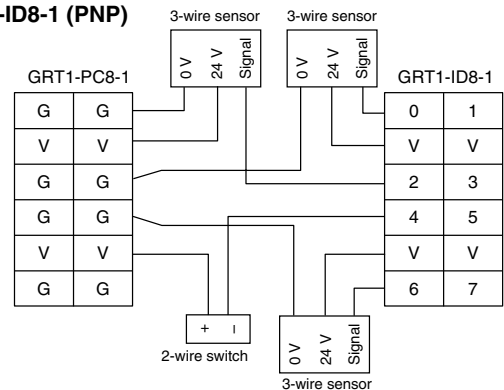 -ID8-1 (PNP)
3-wire sensor
3-wire sensor
0 V
24 V
Signal
0 V
24 V
Signal
GRT1-PC8-1
GRT1-ID8-1
G G
V V
G G
G G
V V
G G
0 1
V V
2 3
4 5
V V
6 7
+ –
2-wire switch
0 V
24 V
Signal
3-wire sensor